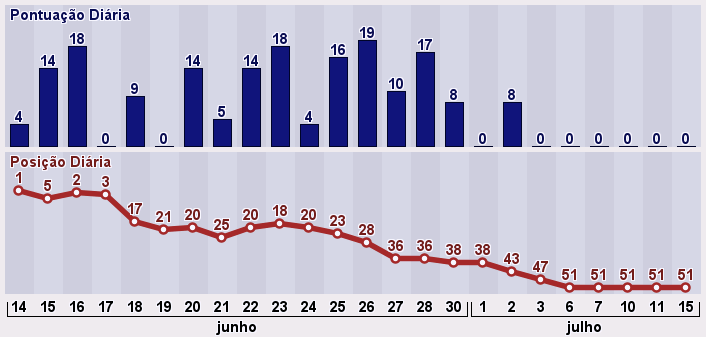 Pontuação Diária
4 14 18 0 9 0 14 5 14 18 4 16 19 10 17 8 0 8 0 0 0 0 0 0
Posição Diária
1 5 2 3 17 21 20 25 20 18 20 23 28 36 36 38 38 43 47 51 51 51 51 51
14 15 16 17 18 19 20 21 22 23 24 25 26 27 28 30 1 2 3 6 7 10 11 15
junho julho